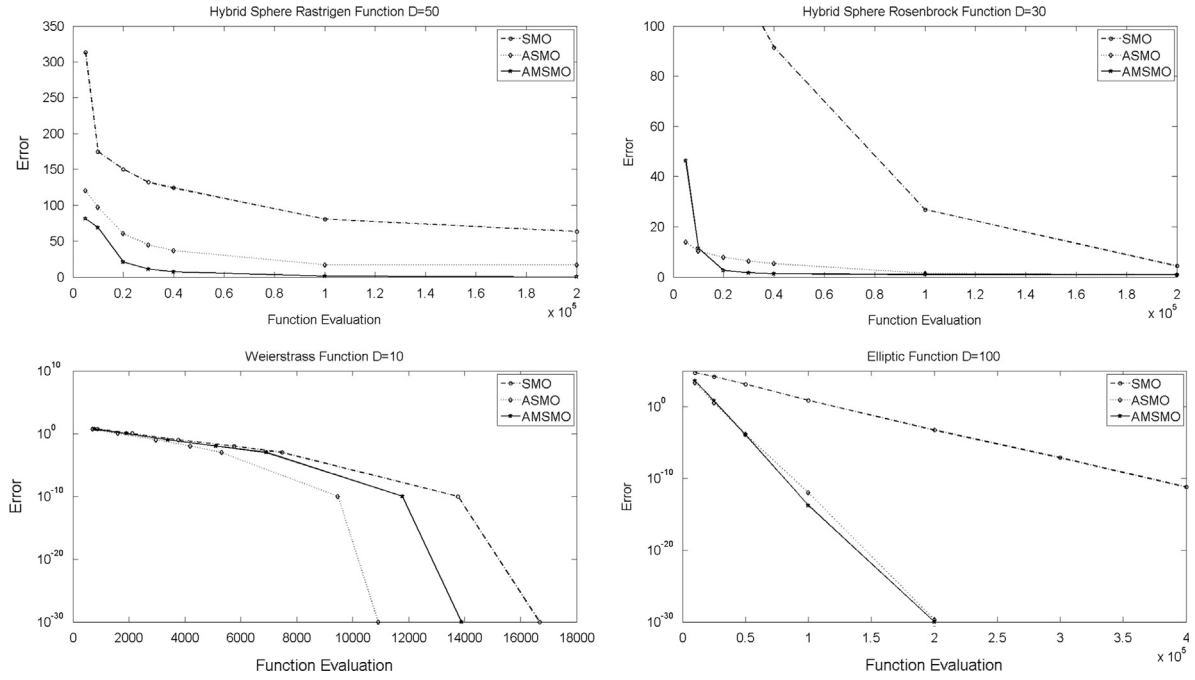 Hybrid Sphere Rastrigen Function D=50
350
300
250
200
150
100
50
0
Error
0 0.2 0.4 0.6 0.8 1 1.2 1.4 1.6 1.8 2
x 10^5
Function Evaluation
SMO
ASMO
AMSMO
Hybrid Sphere Rosenbrock Function D=30
100
80
60
40
20
0
Error
0 0.2 0.4 0.6 0.8 1 1.2 1.4 1.6 1.8 2
x 10^5
Function Evaluation
SMO
ASMO
AMSMO
Weierstrass Function D=10
10^10
10^0
10^-10
10^-20
10^-30
Error
0 2000 4000 6000 8000 10000 12000 14000 16000 18000
Function Evaluation
SMO
ASMO
AMSMO
Elliptic Function D=100
10^0
10^-10
10^-20
10^-30
Error
0 0.5 1 1.5 2 2.5 3 3.5 4
x 10^5
Function Evaluation
SMO
ASMO
AMSMO